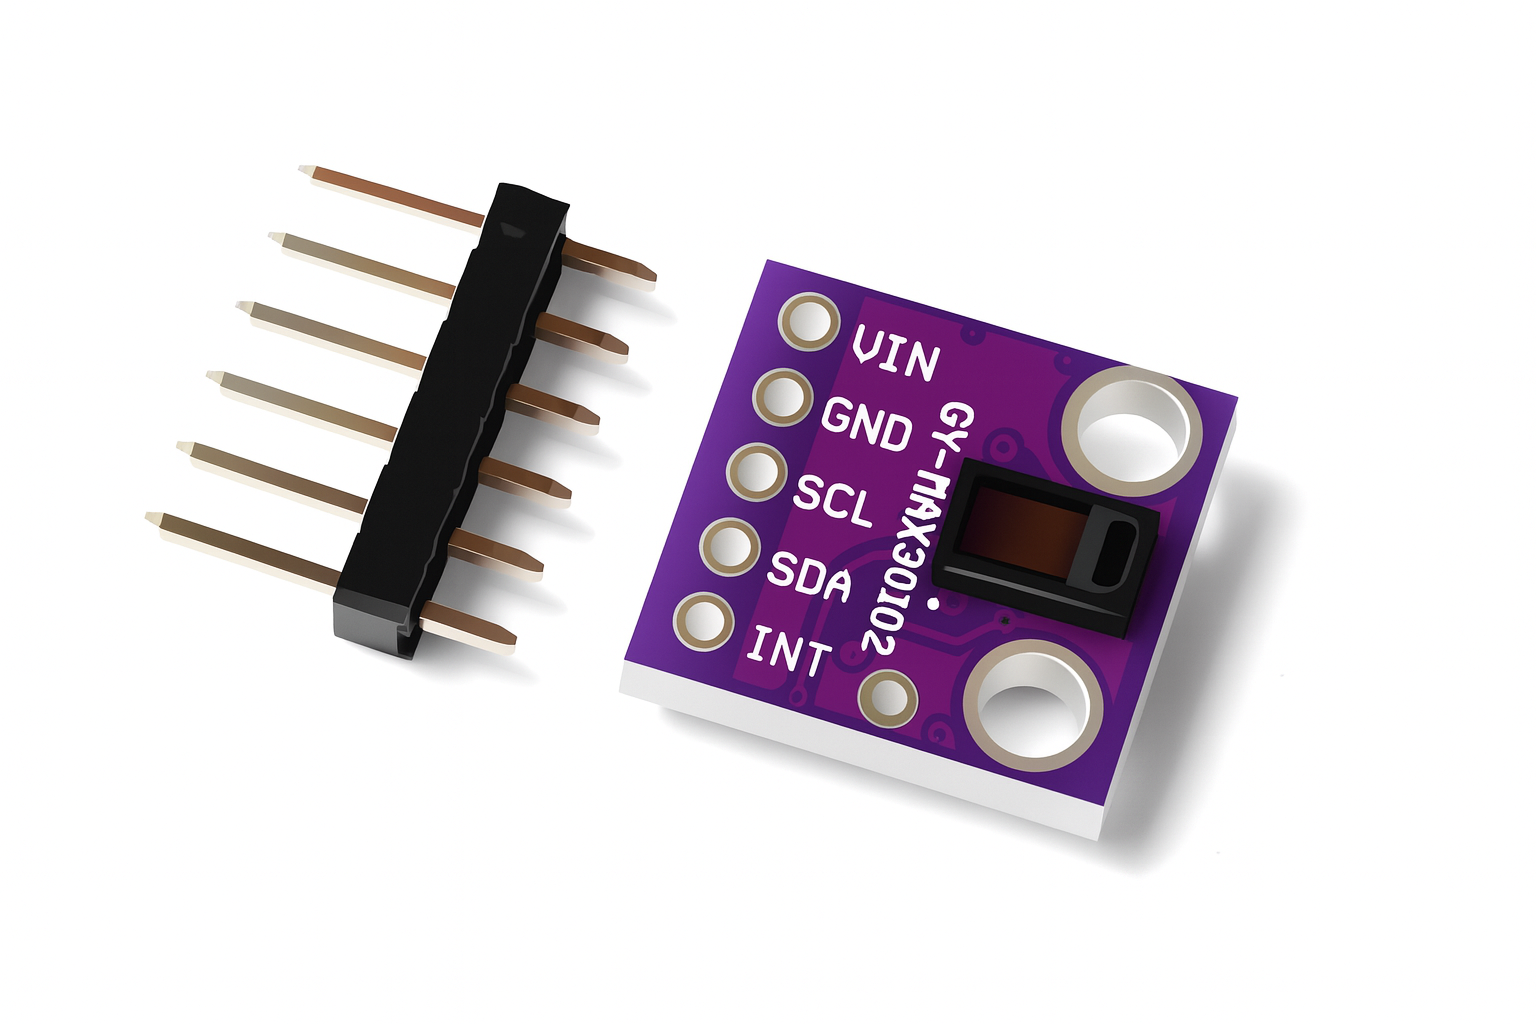 VIN
GND
SCL
SDA
INT
GY-MAX30102